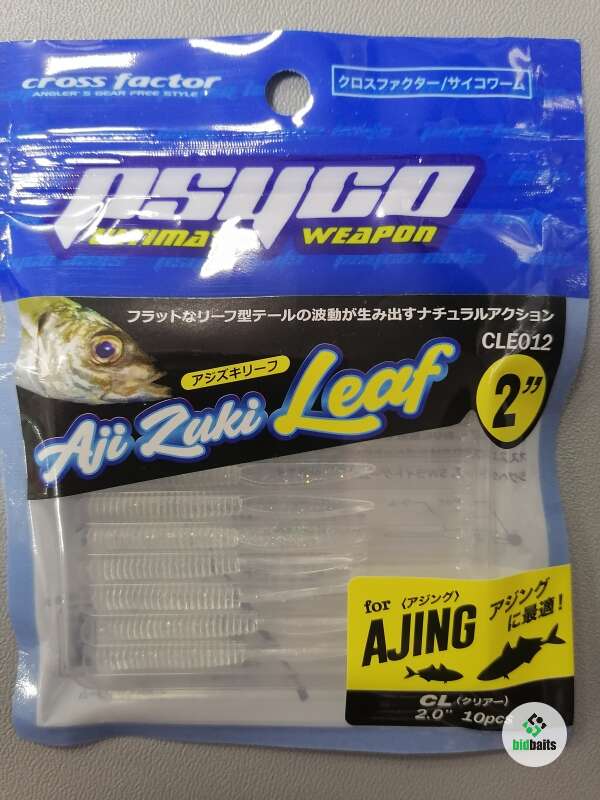 cross factor
ANGLER'S GEAR FREE STYLE!
クロスファクター/サイコワーム
PSYCO
ULTIMATE WEAPON
フラットなリーフ型テールの波動が生み出すナチュラルアクション
CLE012
アジズキリーフ
2"
Aji Zuki Leaf
for 〈アジング〉
AJING
アジング
に最適!
CL〈クリアー〉
2.0" 10pcs
bidbaits